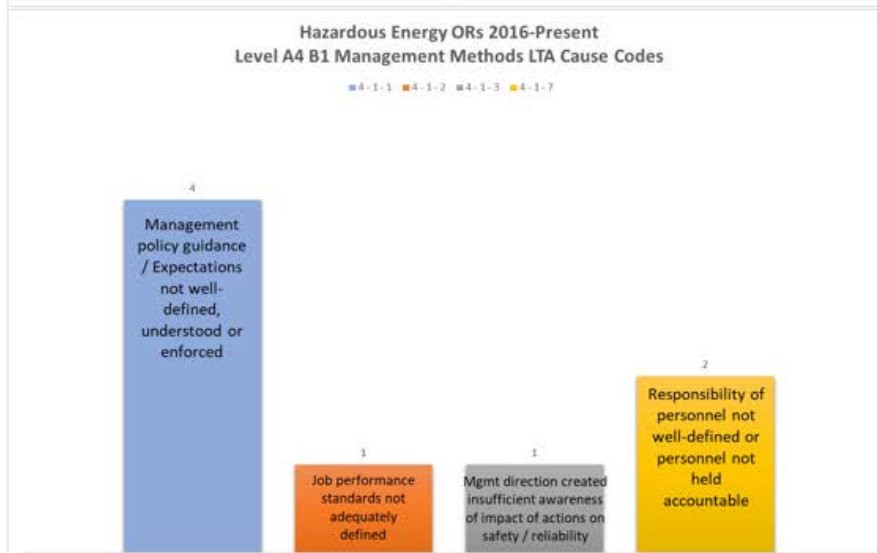 Hazardous Energy ORs 2016-Present
Level A4 B1 Management Methods LTA Cause Codes
4-1-1 4-1-2 4-1-3 4-1-7
4
Management
policy guidance
/ Expectations
not well-
defined,
understood or
enforced
1
Job performance
standards not
adequately
defined
1
Mgmt direction created
insufficient awareness
of impact of actions on
safety / reliability
2
Responsibility of
personnel not
well-defined or
personnel not
held
accountable